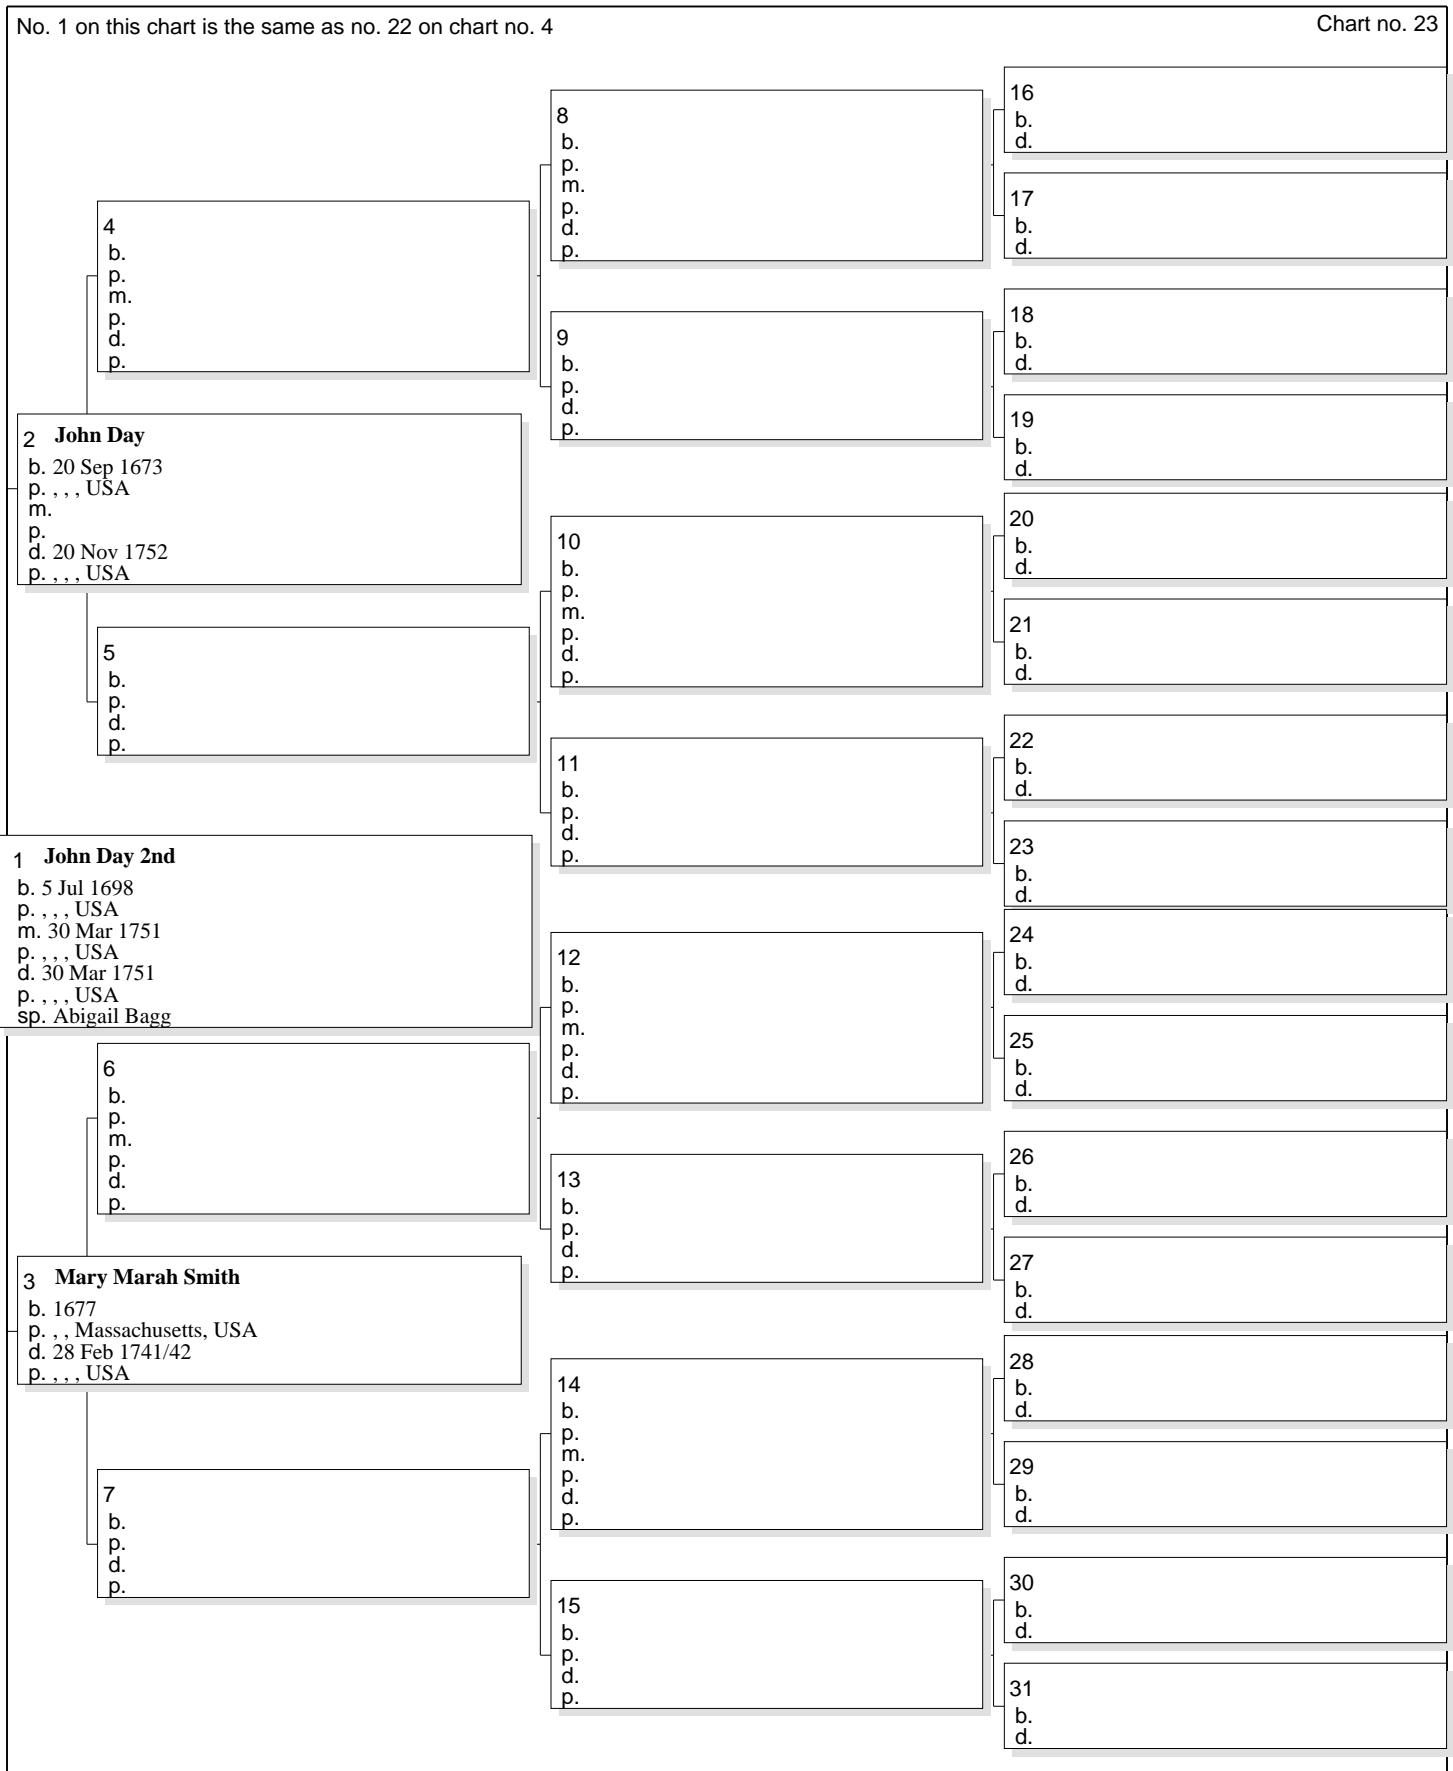 No. 1 on this chart is the same as no. 22 on chart no. 4
Chart no. 23
4
b.
p.
m.
p.
d.
p.
2 John Day
b. 20 Sep 1673
p. , , , USA
m.
p.
d. 20 Nov 1752
p. , , , USA
5
b.
p.
d.
p.
1 John Day 2nd
b. 5 Jul 1698
p. , , , USA
m. 30 Mar 1751
p. , , , USA
d. 30 Mar 1751
p. , , , USA
sp. Abigail Bagg
6
b.
p.
m.
p.
d.
p.
3 Mary Marah Smith
b. 1677
p. , , Massachusetts, USA
d. 28 Feb 1741/42
p. , , , USA
7
b.
p.
d.
p.
8
b.
p.
m.
p.
d.
p.
9
b.
p.
d.
p.
10
b.
p.
m.
p.
d.
p.
11
b.
p.
d.
p.
12
b.
p.
m.
p.
d.
p.
13
b.
p.
d.
p.
14
b.
p.
m.
p.
d.
p.
15
b.
p.
d.
p.
16
b.
d.
17
b.
d.
18
b.
d.
19
b.
d.
20
b.
d.
21
b.
d.
22
b.
d.
23
b.
d.
24
b.
d.
25
b.
d.
26
b.
d.
27
b.
d.
28
b.
d.
29
b.
d.
30
b.
d.
31
b.
d.